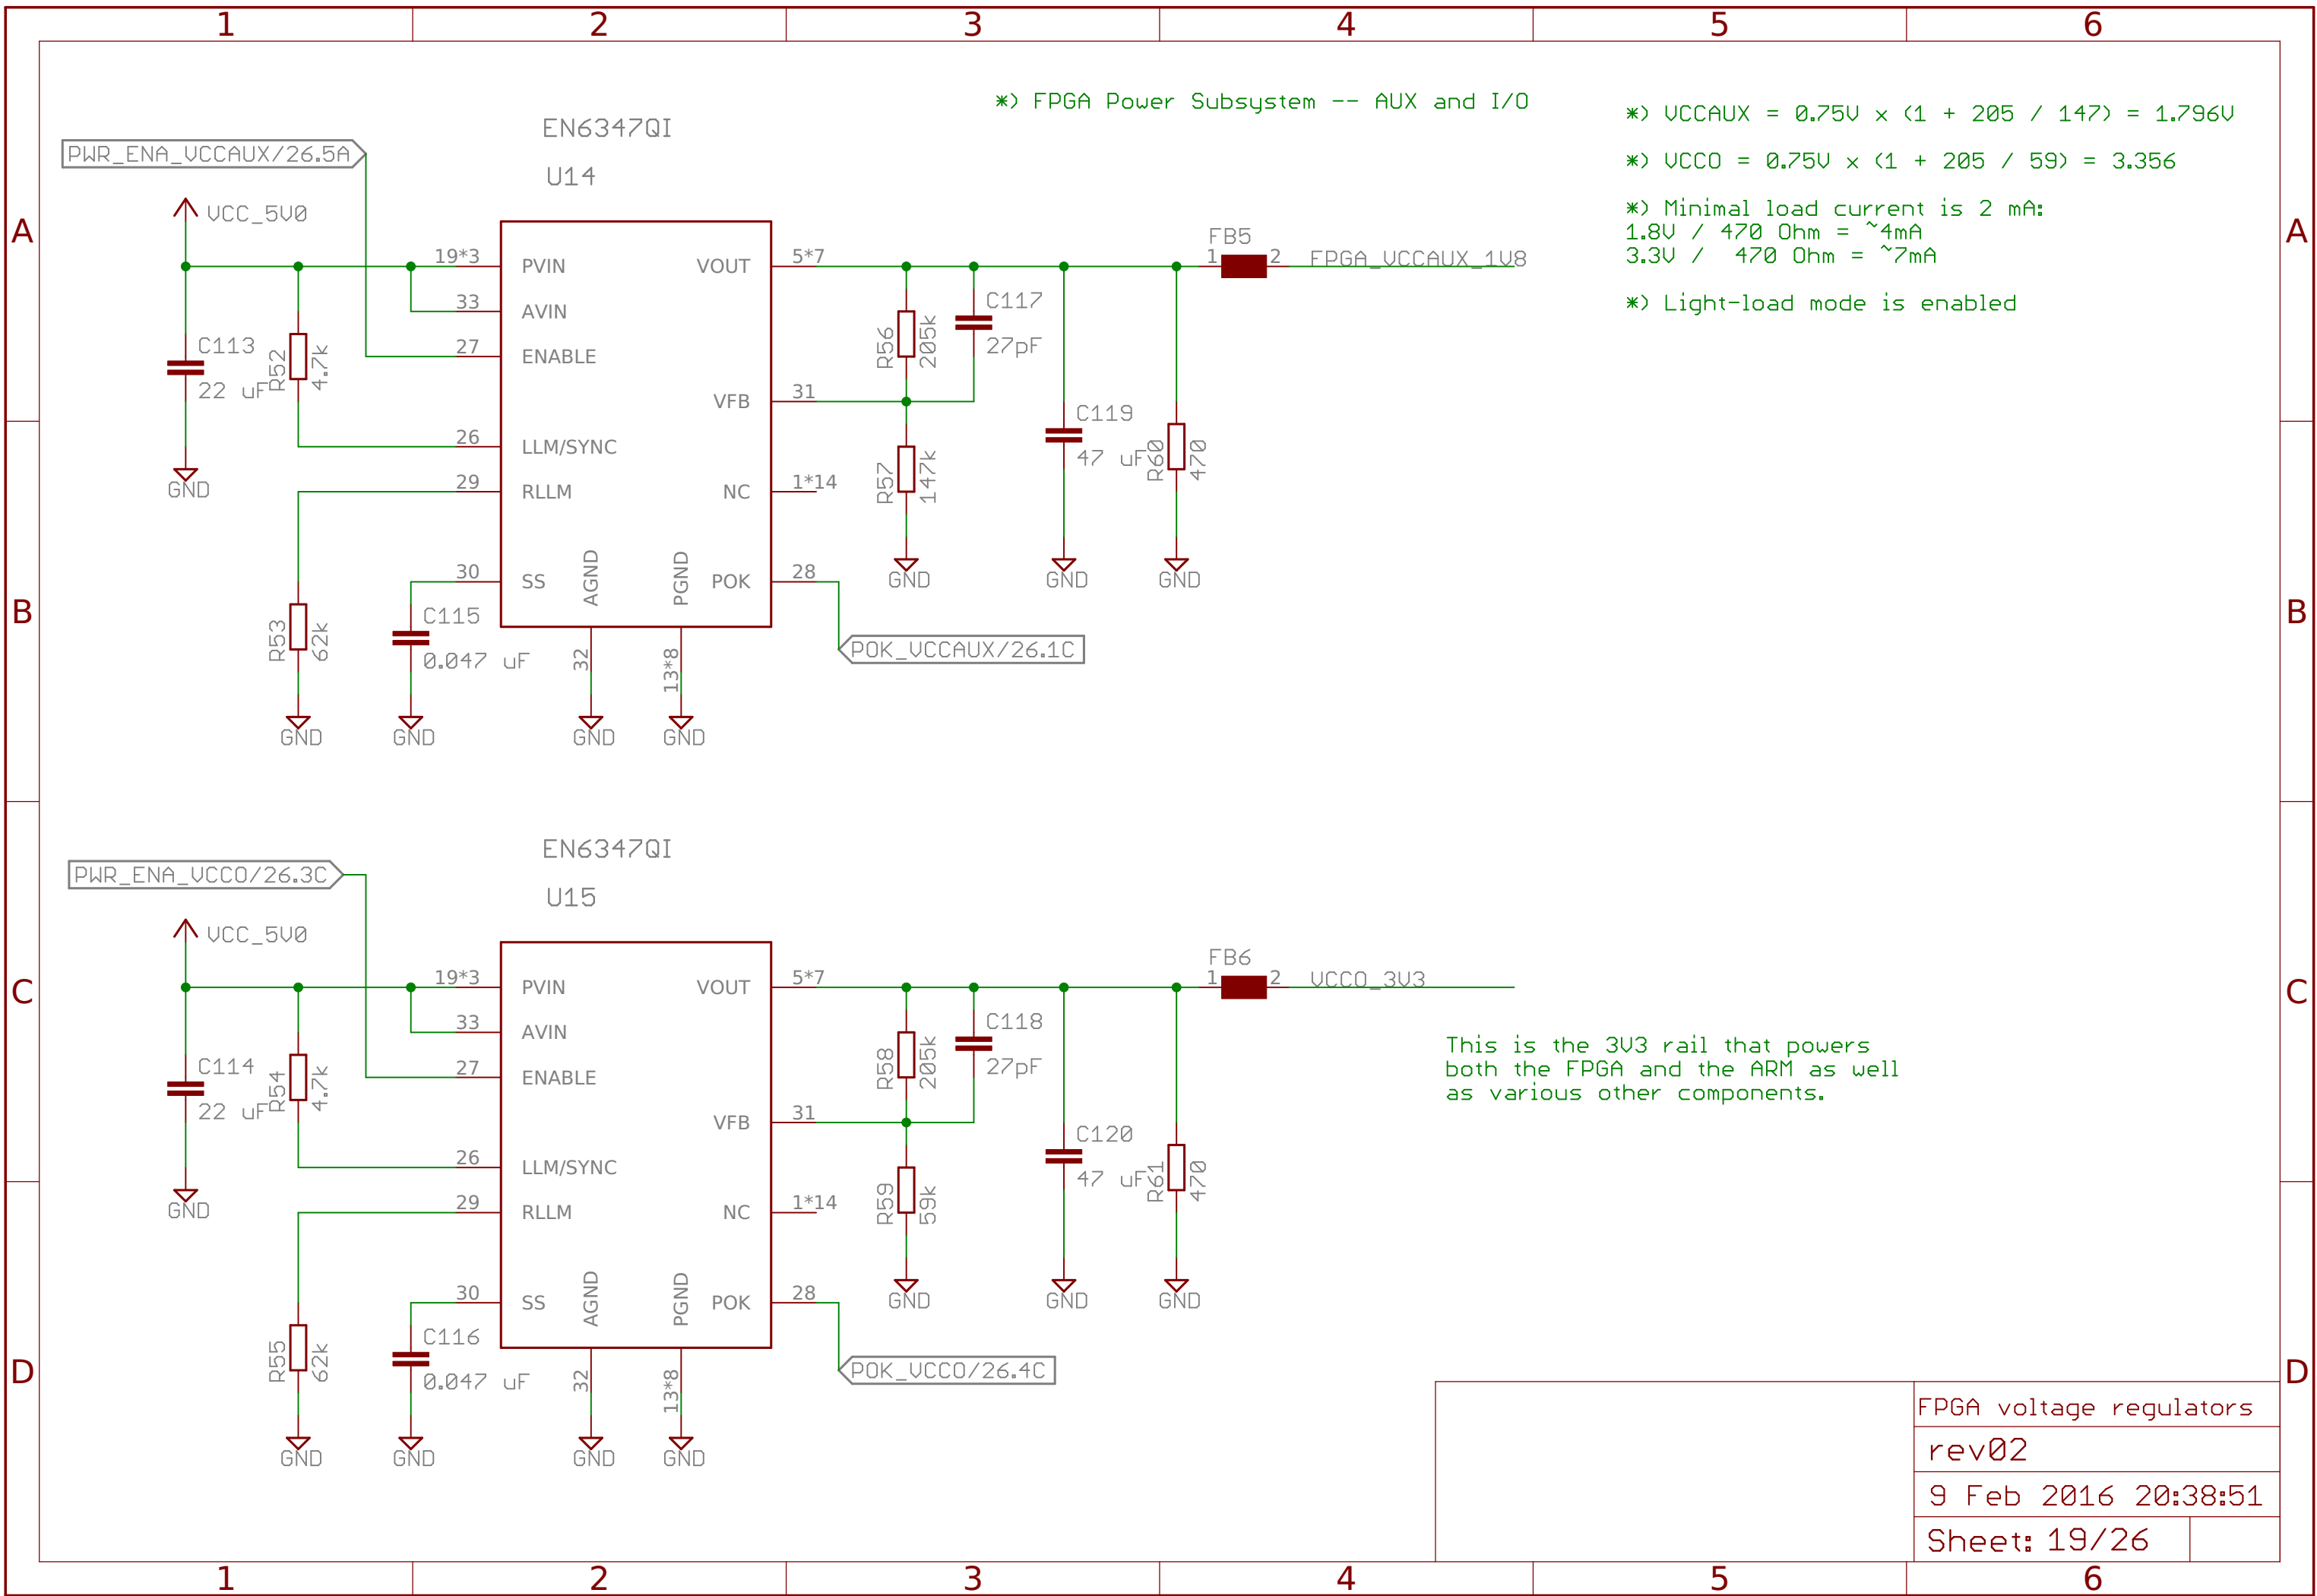 1 2 3 4 5 6
*) FPGA Power Subsystem -- AUX and I/O
*) VCCAUX = 0.75V x (1 + 205 / 147) = 1.796V
*) VCCO = 0.75V x (1 + 205 / 59) = 3.356
*) Minimal load current is 2 mA:
1.8V / 470 Ohm = ~4mA
3.3V / 470 Ohm = ~7mA
*) Light-load mode is enabled
A
A
EN6347QI
U14
PWR_ENA_VCCAUX/26.5A
VCC_5V0
19*3 PVIN
33 AVIN
27 ENABLE
26 LLM/SYNC
29 RLLM
30 SS
AGND
32
PGND
13*8
VOUT 5*7
VFB 31
NC 1*14
POK 28
C113
22 uF
R52
4.7k
GND
R53
62k
GND
C115
0.047 uF
GND
GND
GND
R56
205k
C117
27pF
R57
147k
GND
C119
47 uF
GND
R60
470
GND
FB5
1 2
FPGA_VCCAUX_1V8
POK_VCCAUX/26.1C
B
B
EN6347QI
U15
PWR_ENA_VCCO/26.3C
VCC_5V0
C
C
19*3 PVIN
33 AVIN
27 ENABLE
26 LLM/SYNC
29 RLLM
30 SS
AGND
32
PGND
13*8
VOUT 5*7
VFB 31
NC 1*14
POK 28
C114
22 uF
R54
4.7k
GND
R55
62k
GND
C116
0.047 uF
GND
GND
GND
R58
205k
C118
27pF
R59
59k
GND
C120
47 uF
GND
R61
470
GND
FB6
1 2
VCCO_3V3
This is the 3V3 rail that powers
both the FPGA and the ARM as well
as various other components.
POK_VCCO/26.4C
D
D
FPGA voltage regulators
rev02
9 Feb 2016 20:38:51
Sheet: 19/26
1 2 3 4 5 6